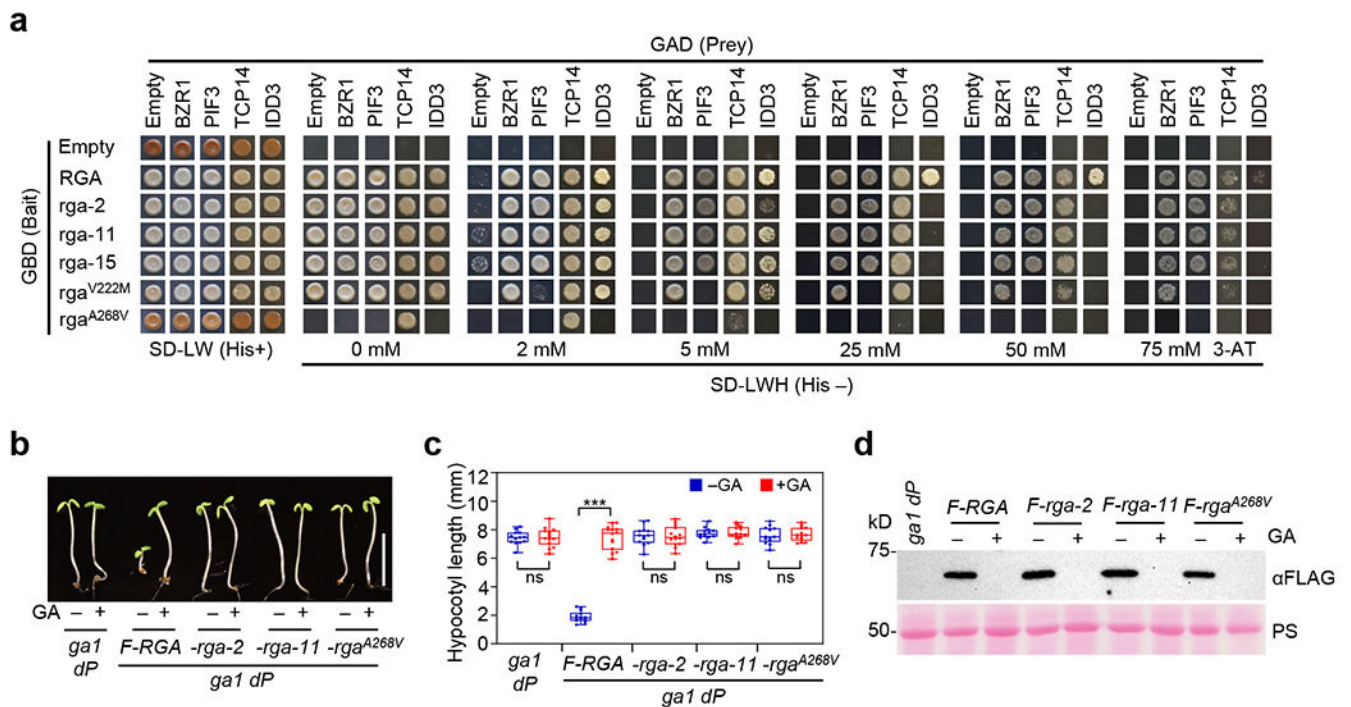 a
GAD (Prey)
Empty BZR1 PIF3 TCP14 IDD3 Empty BZR1 PIF3 TCP14 IDD3 Empty BZR1 PIF3 TCP14 IDD3 Empty BZR1 PIF3 TCP14 IDD3 Empty BZR1 PIF3 TCP14 IDD3 Empty BZR1 PIF3 TCP14 IDD3 Empty BZR1 PIF3 TCP14 IDD3
GBD (Bait)
Empty
RGA
rga-2
rga-11
rga-15
rgaV222M
rgaA268V
SD-LW (His+) 0 mM 2 mM 5 mM 25 mM 50 mM 75 mM 3-AT
SD-LWH (His –)
b
GA – + – + – + – + – +
ga1 dP F-RGA -rga-2 -rga-11 -rgaA268V
ga1 dP
c
Hypocotyl length (mm)
12
10
8
6
4
2
0
–GA +GA
***
ns ns ns ns
ga1 dP F-RGA -rga-2 -rga-11 -rgaA268V
ga1 dP
d
ga1 dP F-RGA F-rga-2 F-rga-11 F-rgaA268V
kD – + – + – + – + GA
75
αFLAG
50 PS